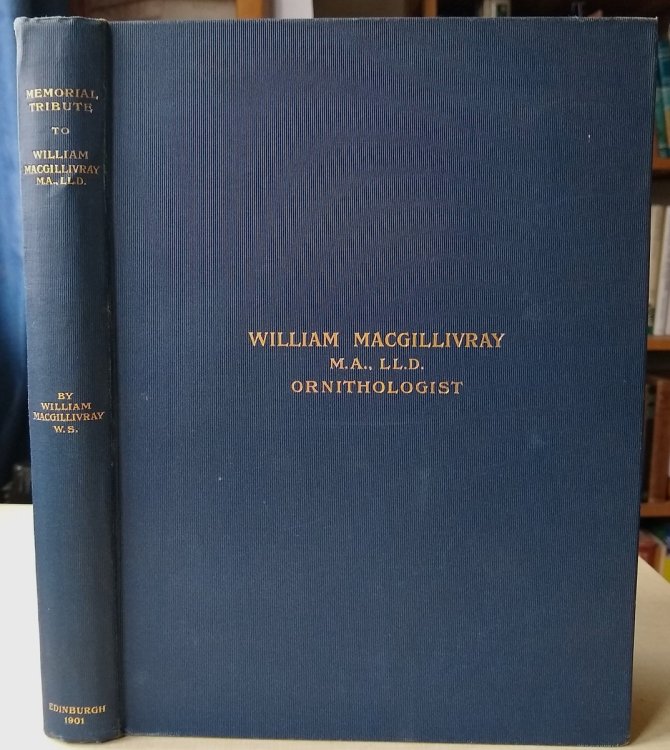 MEMORIAL
TRIBUTE
TO
WILLIAM
MACGILLIVRAY
M.A., LL.D.
BY
WILLIAM
MACGILLIVRAY
W.S.
EDINBURGH
1901
WILLIAM MACGILLIVRAY
M.A., LL.D.
ORNITHOLOGIST